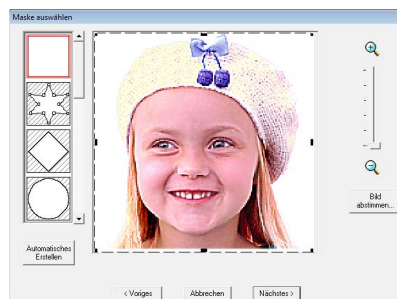 Maske auswählen
Automatisches
Erstellen
Bild
abstimmen...
< Voriges
Abbrechen
Nächstes >